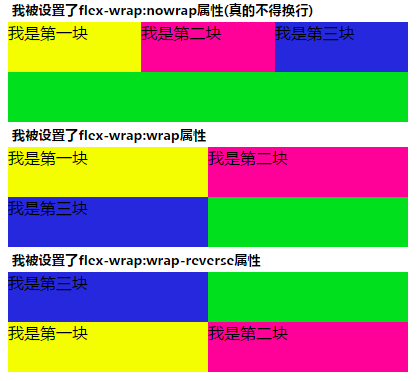 我被设置了flex-wrap:nowrap属性(真的不得换行)
我是第一块 我是第二块 我是第三块
我被设置了flex-wrap:wrap属性
我是第一块 我是第二块
我是第三块
我被设置了flex-wrap:wrap-reverse属性
我是第三块
我是第一块 我是第二块